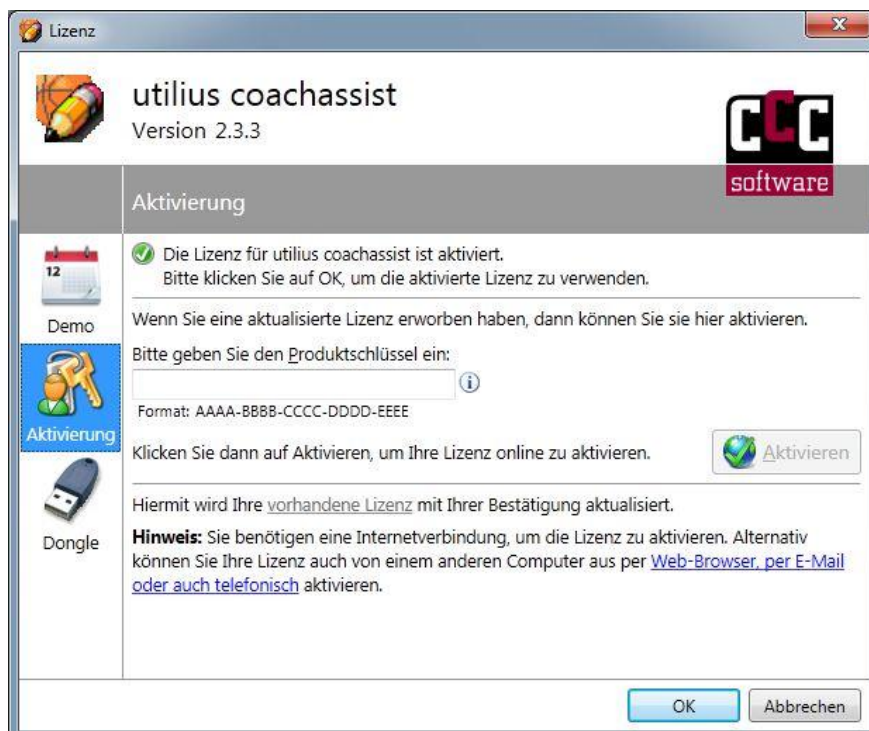 Lizenz
utilius coachassist
Version 2.3.3
CCC
software
Aktivierung
Die Lizenz für utilius coachassist ist aktiviert.
Bitte klicken Sie auf OK, um die aktivierte Lizenz zu verwenden.
12
Demo
Wenn Sie eine aktualisierte Lizenz erworben haben, dann können Sie sie hier aktivieren.
Bitte geben Sie den Produktschlüssel ein:
Format: AAAA-BBBB-CCCC-DDDD-EEEE
Aktivierung
Klicken Sie dann auf Aktivieren, um Ihre Lizenz online zu aktivieren.
Aktivieren
Dongle
Hiermit wird Ihre vorhandene Lizenz mit Ihrer Bestätigung aktualisiert.
Hinweis: Sie benötigen eine Internetverbindung, um die Lizenz zu aktivieren. Alternativ
können Sie Ihre Lizenz auch von einem anderen Computer aus per Web-Browser, per E-Mail
oder auch telefonisch aktivieren.
OK
Abbrechen